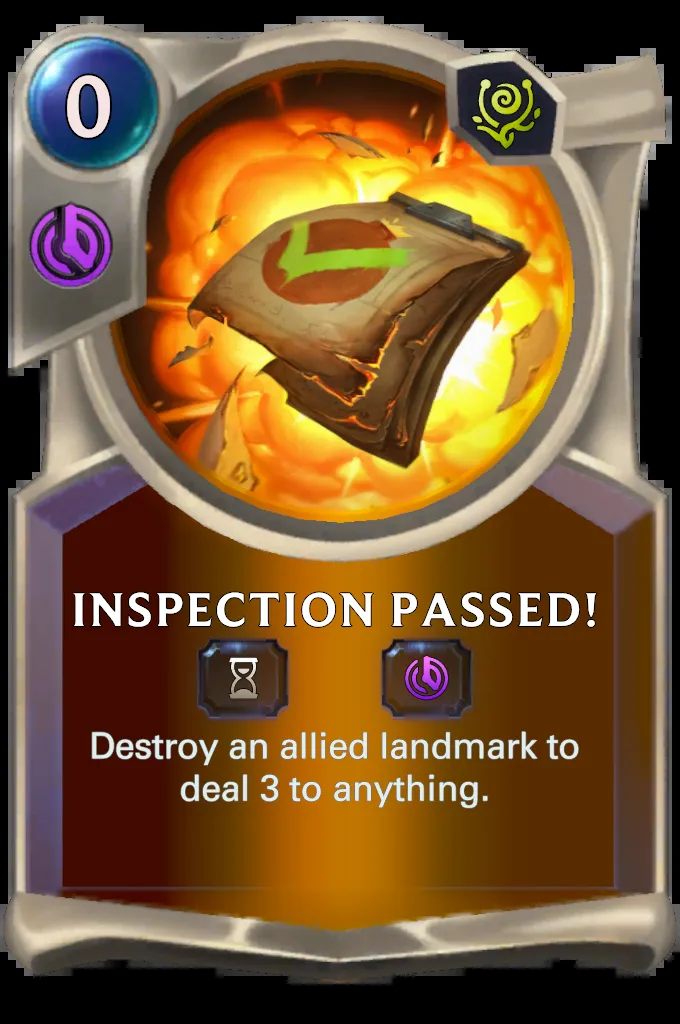 0
INSPECTION PASSED!
Destroy an allied landmark to
deal 3 to anything.